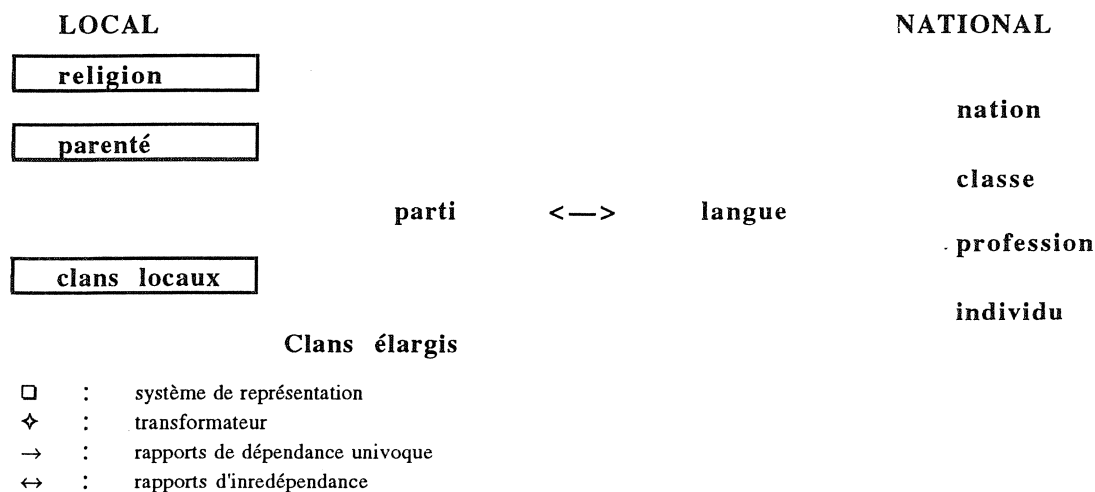 LOCAL NATIONAL
religion
nation
parenté
classe
parti <—> langue
profession
clans locaux
individu
Clans élargis
❑ : système de représentation
✧ : transformateur
→ : rapports de dépendance univoque
↔ : rapports d'inredépendance